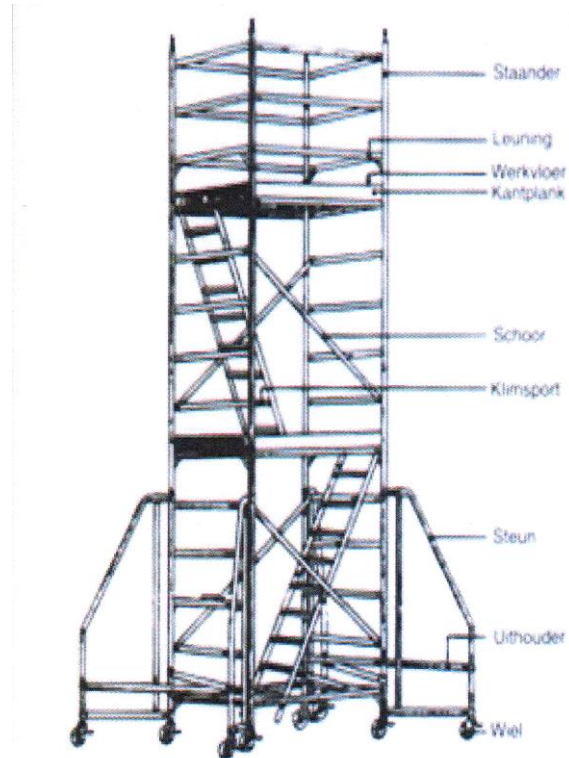 Staander
Leuning
Werkvloer
Kantplank
Schoor
Klimsport
Steun
Uithouder
Wiel